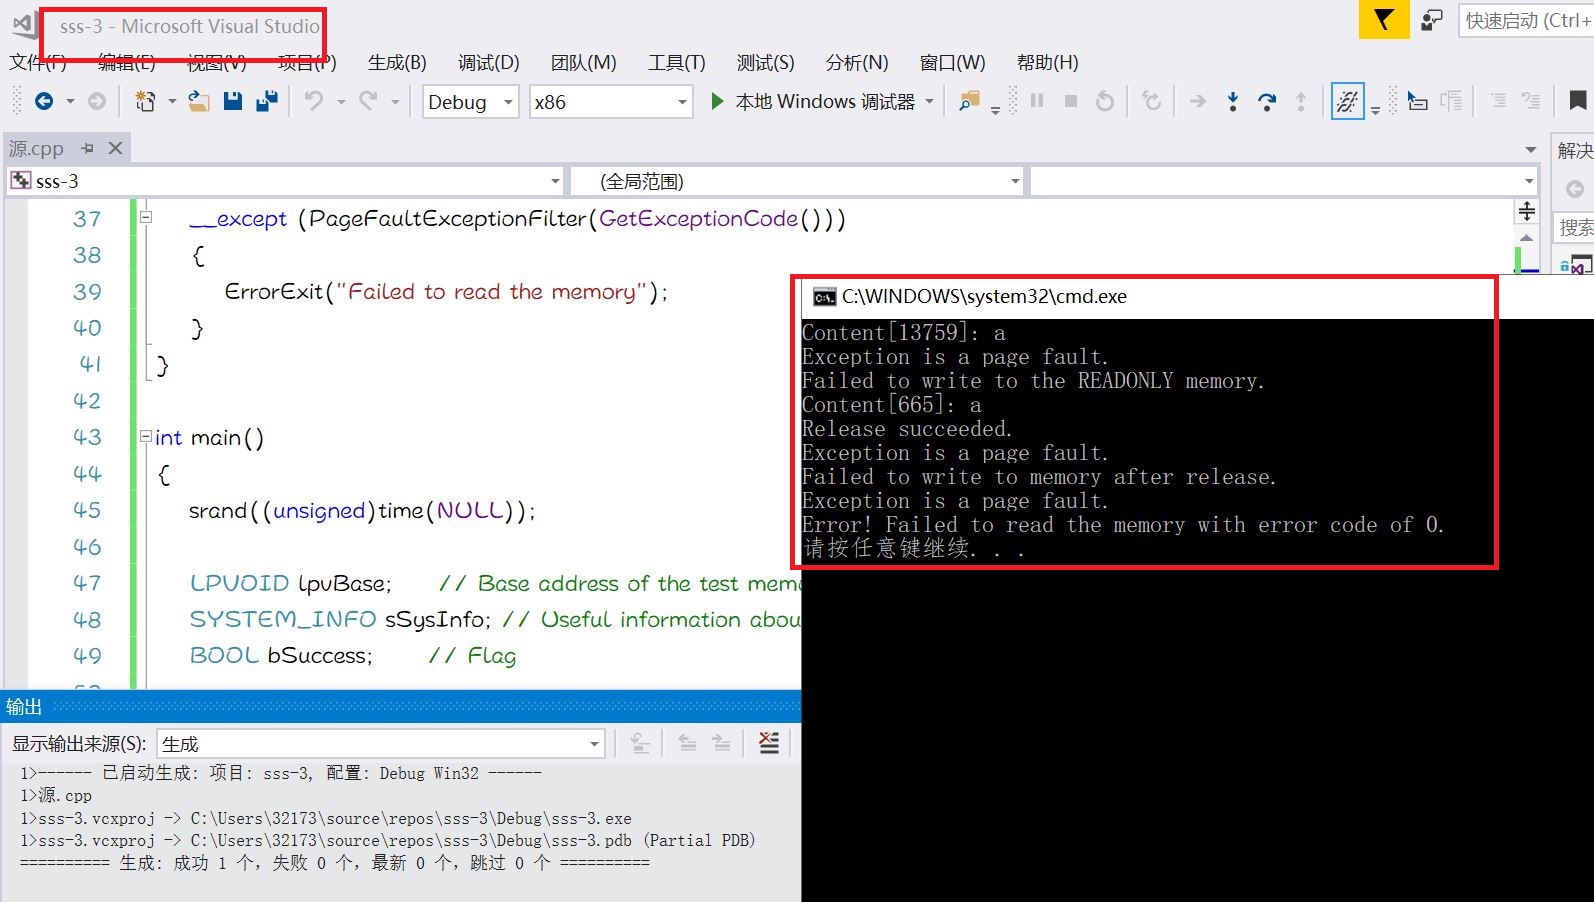 sss-3 - Microsoft Visual Studio
快速启动 (Ctrl+
文件(F) 编辑(E) 视图(V) 项目(P) 生成(B) 调试(D) 团队(M) 工具(T) 测试(S) 分析(N) 窗口(W) 帮助(H)
Debug x86 本地 Windows 调试器
源.cpp
解决
sss-3 (全局范围)
搜索
37 __except (PageFaultExceptionFilter(GetExceptionCode()))
38 {
39 ErrorExit("Failed to read the memory");
40 }
41 }
42
43 int main()
44 {
45 srand((unsigned)time(NULL));
46
47 LPVOID lpvBase; // Base address of the test mem
48 SYSTEM_INFO sSysInfo; // Useful information abou
49 BOOL bSuccess; // Flag
C:\WINDOWS\system32\cmd.exe
Content[13759]: a
Exception is a page fault.
Failed to write to the READONLY memory.
Content[665]: a
Release succeeded.
Exception is a page fault.
Failed to write to memory after release.
Exception is a page fault.
Error! Failed to read the memory with error code of 0.
请按任意键继续. . .
输出
显示输出来源(S): 生成
1>------ 已启动生成: 项目: sss-3, 配置: Debug Win32 ------
1>源.cpp
1>sss-3.vcxproj -> C:\Users\32173\source\repos\sss-3\Debug\sss-3.exe
1>sss-3.vcxproj -> C:\Users\32173\source\repos\sss-3\Debug\sss-3.pdb (Partial PDB)
========== 生成: 成功 1 个，失败 0 个，最新 0 个，跳过 0 个 ==========